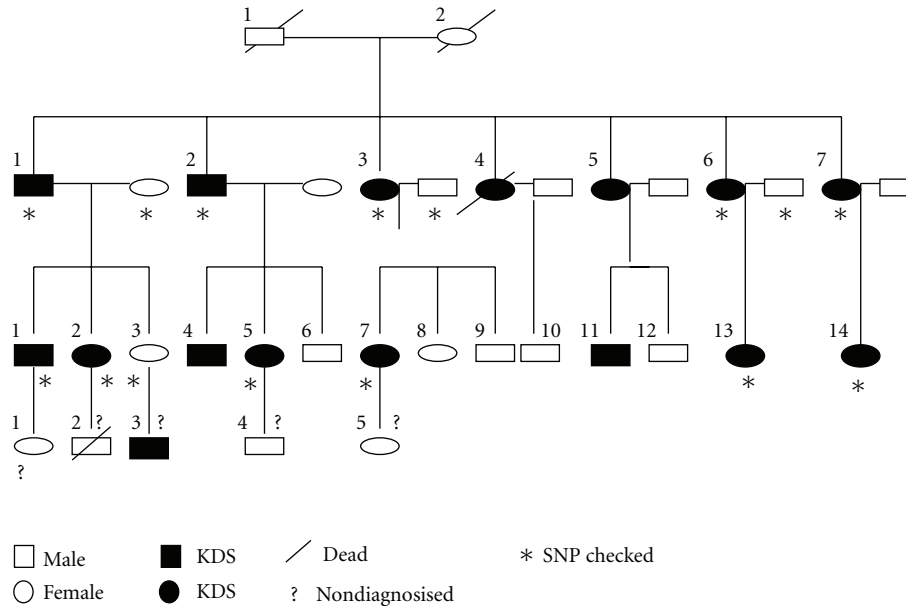 1 2
1 2 3 4 5 6 7
* * * * * * * *
1 2 3 4 5 6 7 8 9 10 11 12 13 14
* * * * * * *
1 2 ? 3 ? 4 ? 5 ?
?
Male KDS Dead * SNP checked
Female KDS ? Nondiagnosised